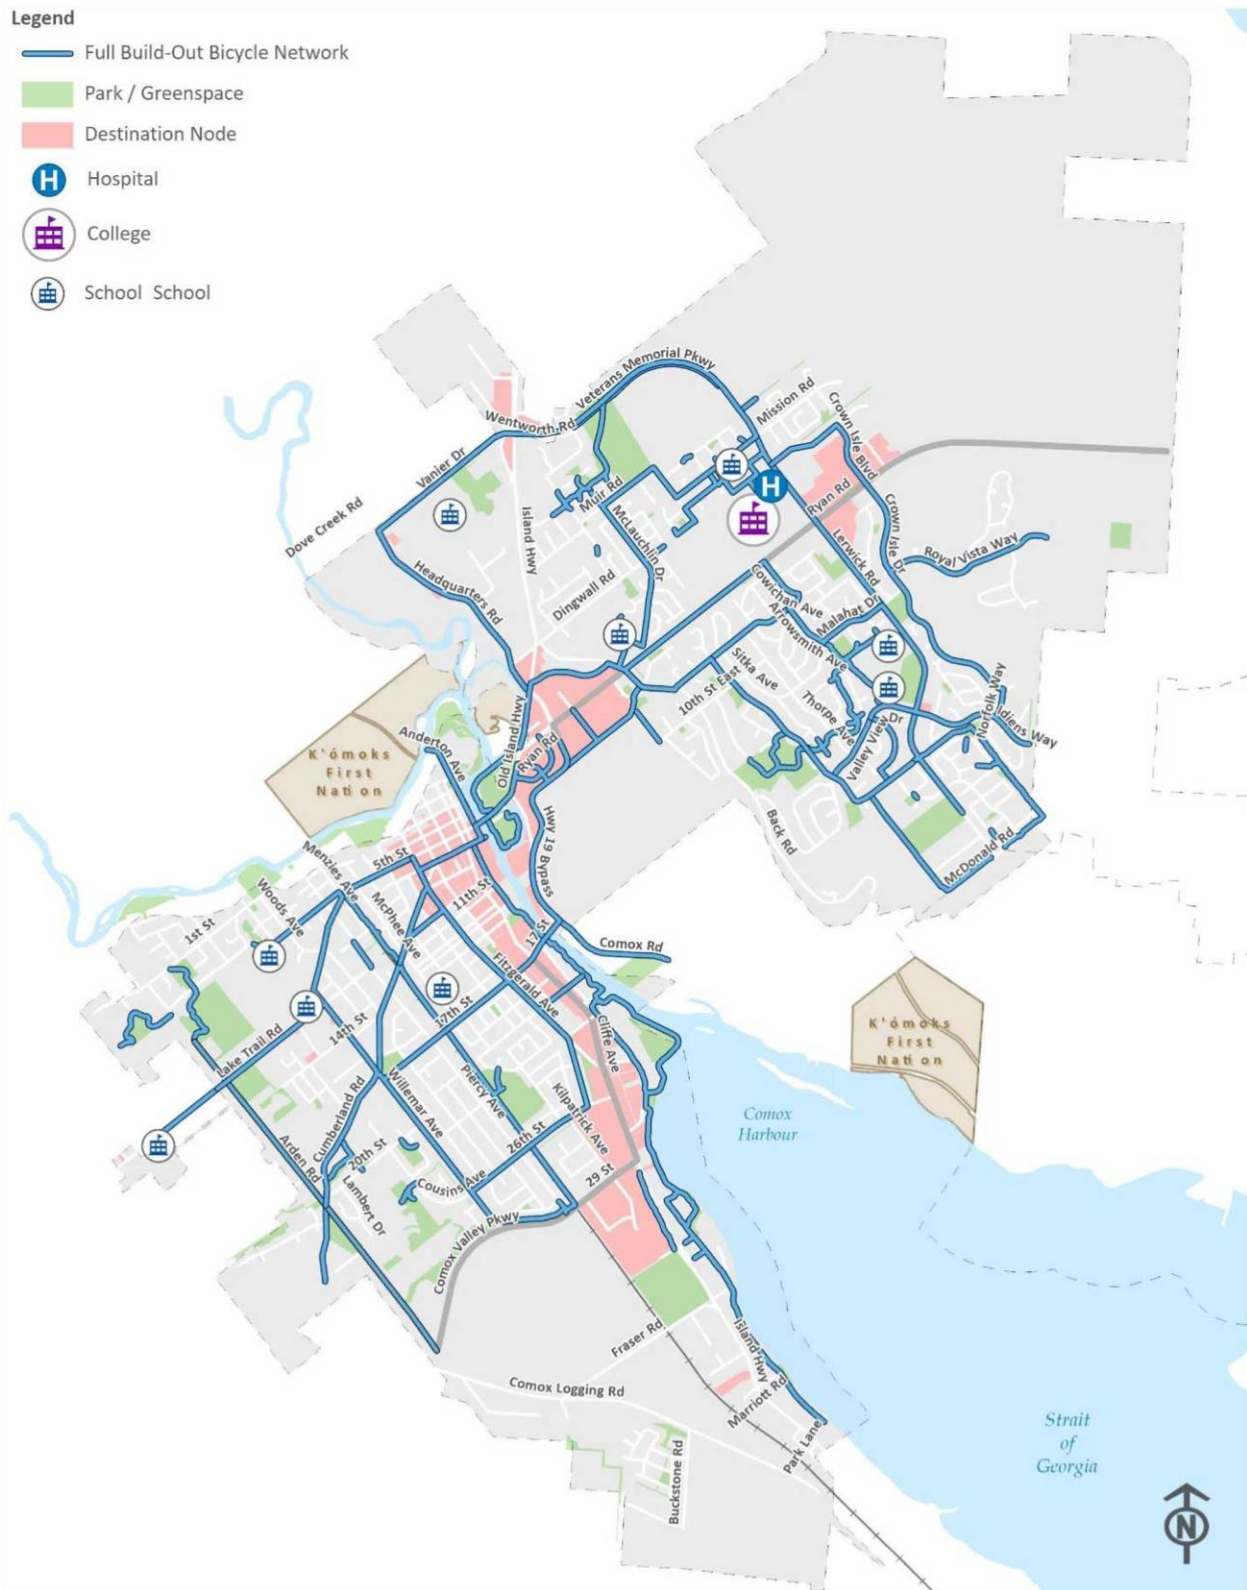 Legend
Full Build-Out Bicycle Network
Park / Greenspace
Destination Node
H
Hospital
College
School School
Veterans Memorial Pkwy
Wentworth Rd
Mission Rd
Crown Isle Blvd
Vanier Dr
Dove Creek Rd
Muir Rd
H
Ryan Rd
Island Hwy
McLauchlin Dr
Lerwick Rd
Crown Isle Dr
Royal Vista Way
Headquarters Rd
Dingwall Rd
Cowichan Ave
Malahat Dr
Arrowsmith Ave
Sitka Ave
10th St East
Thorpe Ave
Valley View Dr
Norfolk Way
Idiens Way
Anderton Ave
Old Island Hwy
Ryan Rd
K'ómoks
First
Nati on
Hwy 19 Bypass
Back Rd
McDonald Rd
5th St
Menzies Ave
Woods Ave
McPhee Ave
11th St
1st St
17 St
Comox Rd
Fitzgerald Ave
17th St
14th St
Lake Trail Rd
Cliffe Ave
K'ómoks
First
Nati on
Comox
Harbour
Piercy Ave
Willemar Ave
Kilpatrick Ave
Cumberland Rd
Arden Rd
20th St
26th St
Cousins Ave
29 St
Lambert Dr
Comox Valley Pkwy
Fraser Rd
Island Hwy
Comox Logging Rd
Marriott Rd
Park Lane
Buckstone Rd
Strait
of
Georgia
N